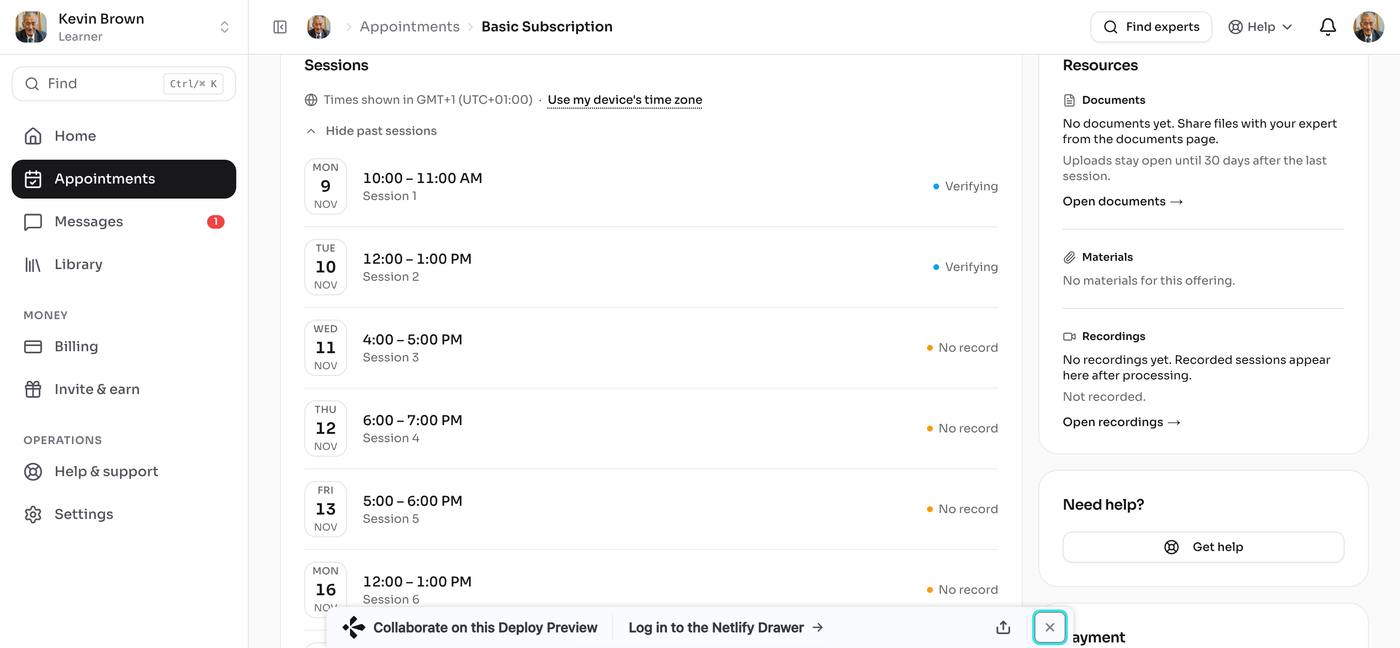 Kevin Brown
Learner
Find
Ctrl/⌘ K
Home
Appointments
Messages
1
Library
MONEY
Billing
Invite & earn
OPERATIONS
Help & support
Settings
Appointments
Basic Subscription
Find experts
Help
Sessions
Times shown in GMT+1 (UTC+01:00) · Use my device's time zone
Hide past sessions
MON
9
NOV
10:00 – 11:00 AM
Session 1
Verifying
TUE
10
NOV
12:00 – 1:00 PM
Session 2
Verifying
WED
11
NOV
4:00 – 5:00 PM
Session 3
No record
THU
12
NOV
6:00 – 7:00 PM
Session 4
No record
FRI
13
NOV
5:00 – 6:00 PM
Session 5
No record
MON
16
NOV
12:00 – 1:00 PM
Session 6
No record
Resources
Documents
No documents yet. Share files with your expert
from the documents page.
Uploads stay open until 30 days after the last
session.
Open documents →
Materials
No materials for this offering.
Recordings
No recordings yet. Recorded sessions appear
here after processing.
Not recorded.
Open recordings →
Need help?
Get help
ayment
Collaborate on this Deploy Preview
Log in to the Netlify Drawer →